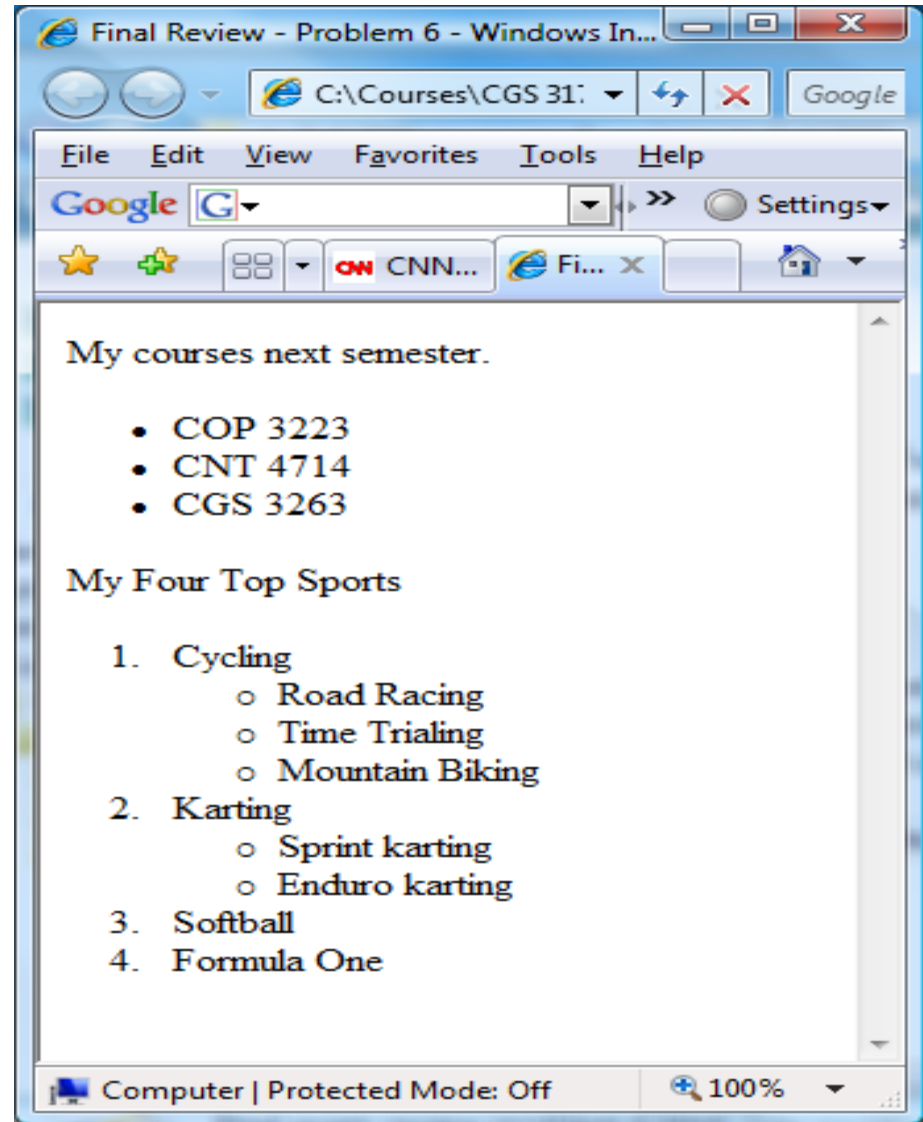 Final Review - Problem 6 - Windows In...
C:\Courses\CGS 317 Google
File Edit View Favorites Tools Help
Google G Settings
CNN CNN... Fi...
My courses next semester.
• COP 3223
• CNT 4714
• CGS 3263
My Four Top Sports
1. Cycling
o Road Racing
o Time Trialing
o Mountain Biking
2. Karting
o Sprint karting
o Enduro karting
3. Softball
4. Formula One
Computer | Protected Mode: Off 100%